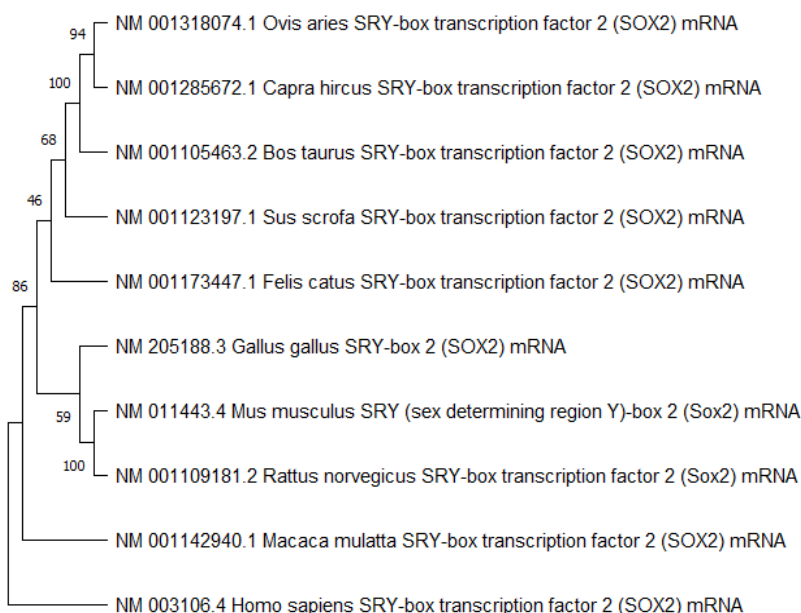 94
NM 001318074.1 Ovis aries SRY-box transcription factor 2 (SOX2) mRNA
100
NM 001285672.1 Capra hircus SRY-box transcription factor 2 (SOX2) mRNA
68
NM 001105463.2 Bos taurus SRY-box transcription factor 2 (SOX2) mRNA
46
NM 001123197.1 Sus scrofa SRY-box transcription factor 2 (SOX2) mRNA
86
NM 001173447.1 Felis catus SRY-box transcription factor 2 (SOX2) mRNA
NM 205188.3 Gallus gallus SRY-box 2 (SOX2) mRNA
59
NM 011443.4 Mus musculus SRY (sex determining region Y)-box 2 (Sox2) mRNA
100
NM 001109181.2 Rattus norvegicus SRY-box transcription factor 2 (Sox2) mRNA
NM 001142940.1 Macaca mulatta SRY-box transcription factor 2 (SOX2) mRNA
NM 003106.4 Homo sapiens SRY-box transcription factor 2 (SOX2) mRNA